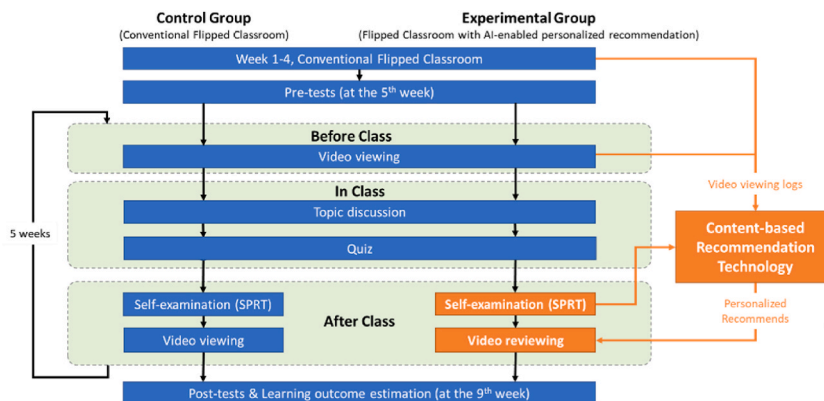 Control Group
(Conventional Flipped Classroom)
Experimental Group
(Flipped Classroom with AI-enabled personalized recommendation)
Week 1-4, Conventional Flipped Classroom
Pre-tests (at the 5th week)
Before Class
Video viewing
Video viewing logs
In Class
Topic discussion
5 weeks
Quiz
Content-based
Recommendation
Technology
Self-examination (SPRT)
Self-examination (SPRT)
Personalized
Recommends
After Class
Video viewing
Video reviewing
Post-tests & Learning outcome estimation (at the 9th week)